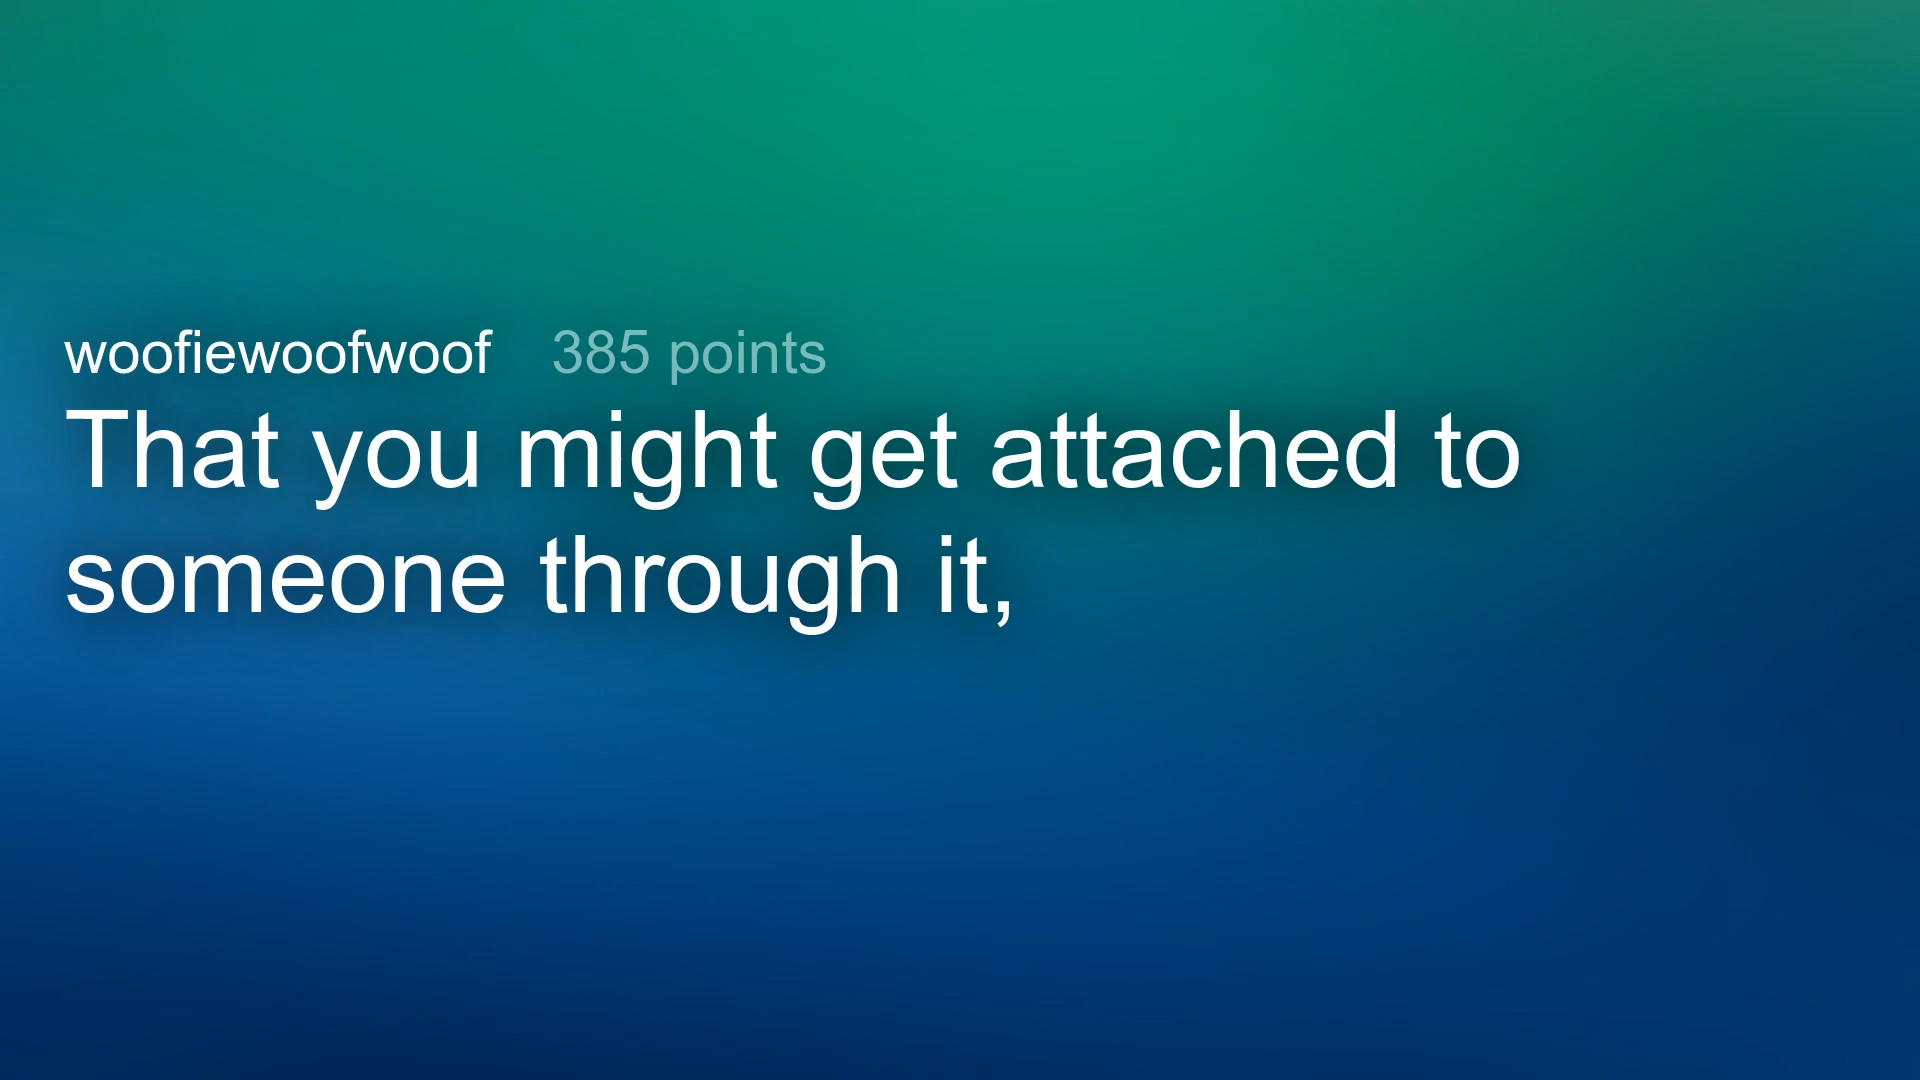 woofiewoofwoof 385 points
That you might get attached to
someone through it,